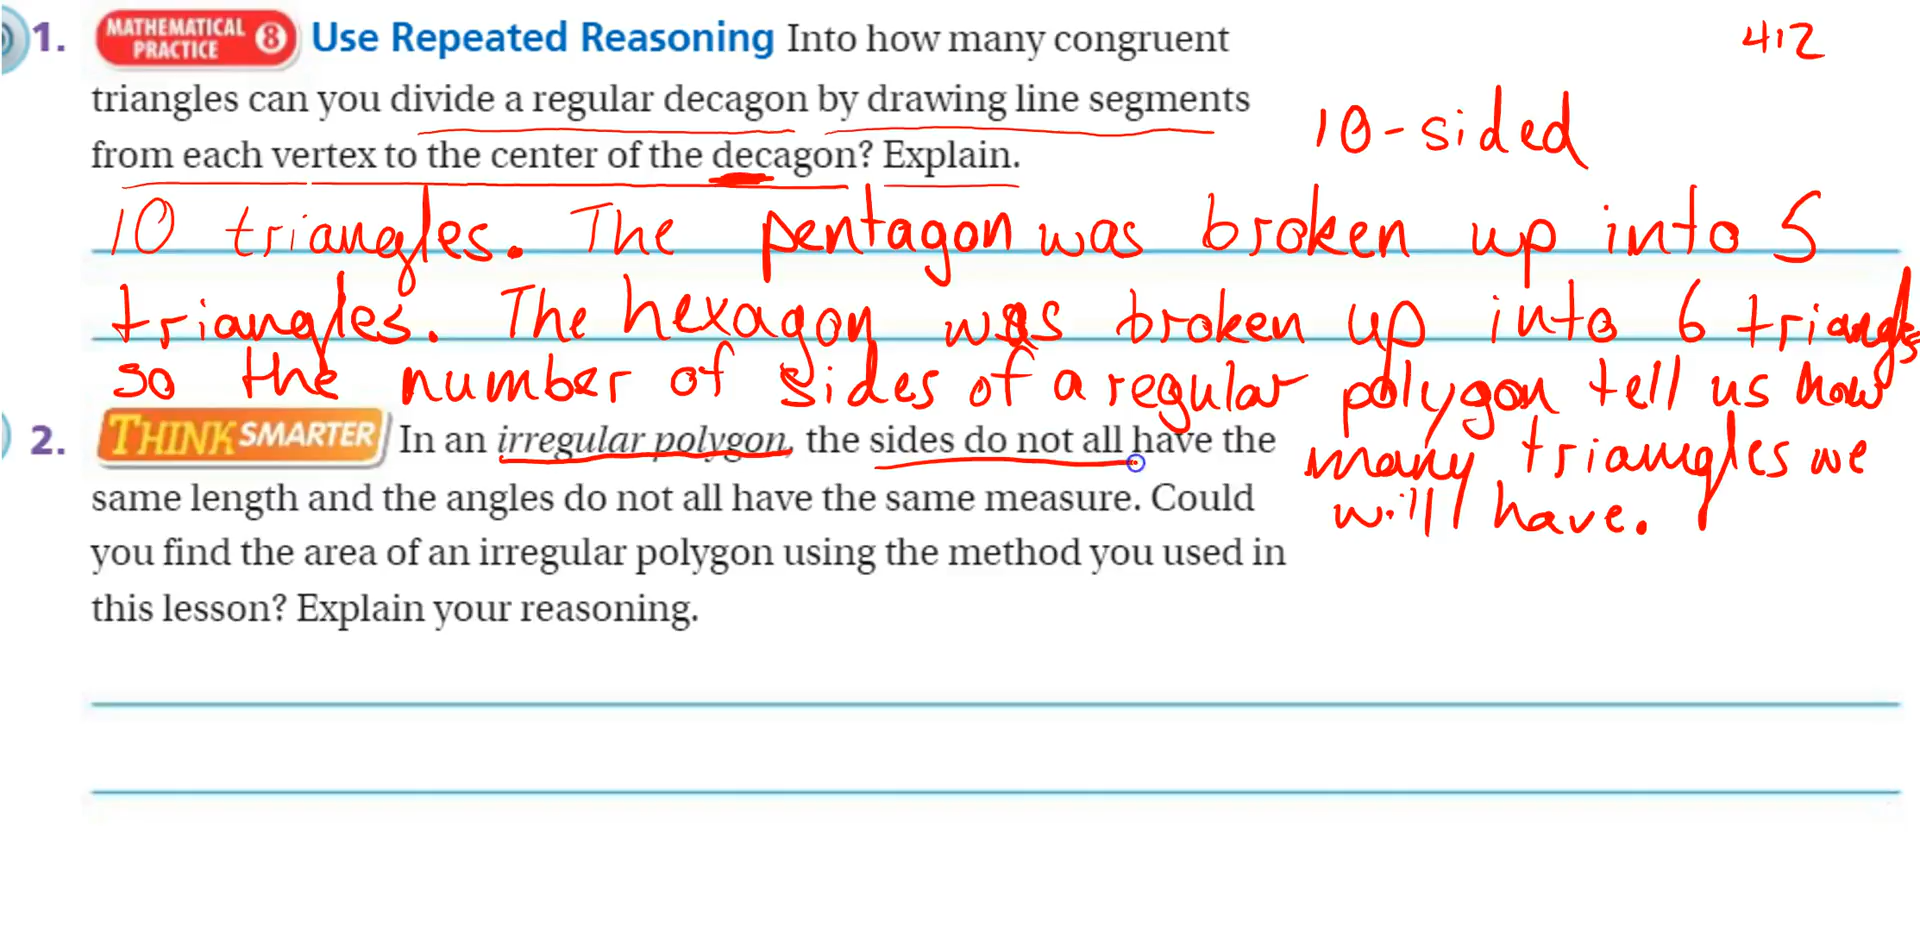 1. MATHEMATICAL PRACTICE 8 Use Repeated Reasoning Into how many congruent
412
triangles can you divide a regular decagon by drawing line segments
10-sided
from each vertex to the center of the decagon? Explain.
10 triangles. The pentagon was broken up into 5
triangles. The hexagon was broken up into 6 triangles
so the number of sides of a regular polygon tell us how
many triangles we
will have.
2. THINK SMARTER In an irregular polygon, the sides do not all have the
same length and the angles do not all have the same measure. Could
you find the area of an irregular polygon using the method you used in
this lesson? Explain your reasoning.